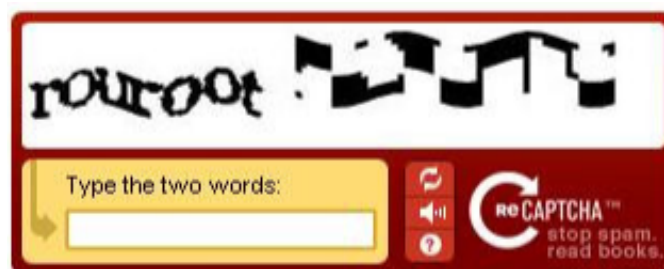 rouroot
Type the two words:
ReCAPTCHA™
stop spam.
read books.